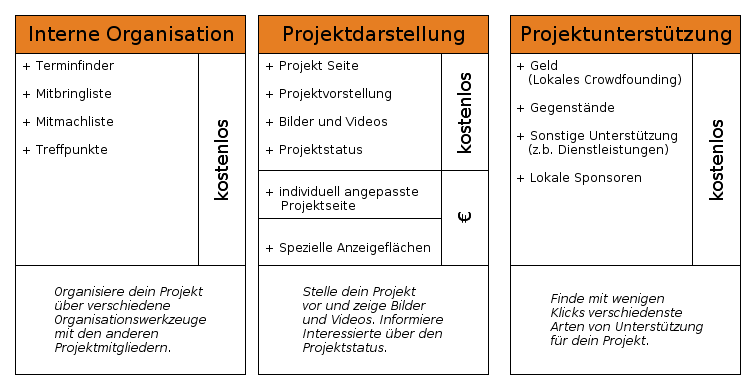 Interne Organisation
+ Terminfinder
+ Mitbringliste
+ Mitmachliste
+ Treffpunkte
kostenlos
Organisiere dein Projekt
über verschiedene
Organisationswerkzeuge
mit den anderen
Projektmitgliedern.
Projektdarstellung
+ Projekt Seite
+ Projektvorstellung
+ Bilder und Videos
+ Projektstatus
kostenlos
+ individuell angepasste
Projektseite
+ Spezielle Anzeigeflächen
€
Stelle dein Projekt
vor und zeige Bilder
und Videos. Informiere
Interessierte über den
Projektstatus.
Projektunterstützung
+ Geld
(Lokales Crowdfounding)
+ Gegenstände
+ Sonstige Unterstützung
(z.b. Dienstleistungen)
+ Lokale Sponsoren
kostenlos
Finde mit wenigen
Klicks verschiedenste
Arten von Unterstützung
für dein Projekt.